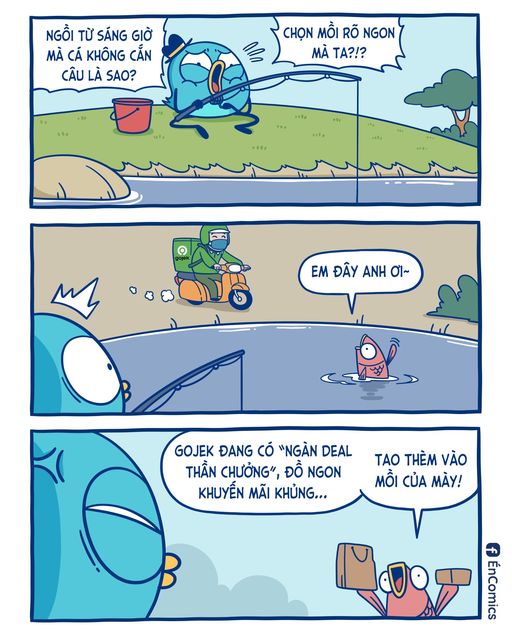 NGỒI TỪ SÁNG GIỜ
MÀ CÁ KHÔNG CẮN
CÂU LÀ SAO?
CHỌN MỒI RÕ NGON
MÀ TA?!?
gojek
EM ĐÂY ANH ƠI~
GOJEK ĐANG CÓ “NGÀN DEAL
THẦN CHƯỞNG”, ĐỒ NGON
KHUYẾN MÃI KHỦNG...
TAO THÈM VÀO
MỒI CỦA MÀY!
f ÉnComics